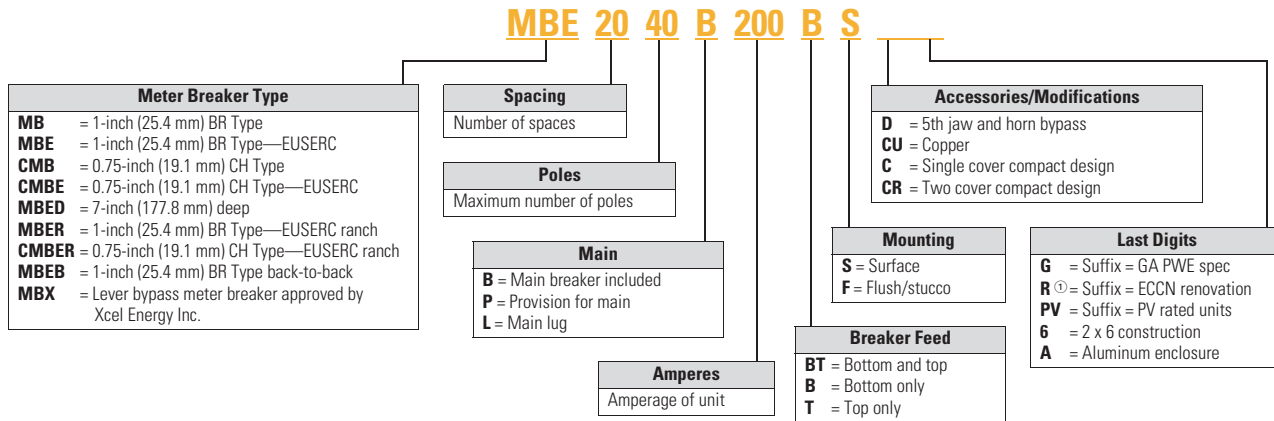 MBE 20 40 B 200 B S
Meter Breaker Type
MB = 1-inch (25.4 mm) BR Type
MBE = 1-inch (25.4 mm) BR Type—EUSERC
CMB = 0.75-inch (19.1 mm) CH Type
CMBE = 0.75-inch (19.1 mm) CH Type—EUSERC
MBED = 7-inch (177.8 mm) deep
MBER = 1-inch (25.4 mm) BR Type—EUSERC ranch
CMBER = 0.75-inch (19.1 mm) CH Type—EUSERC ranch
MBEB = 1-inch (25.4 mm) BR Type back-to-back
MBX = Lever bypass meter breaker approved by
Xcel Energy Inc.
Spacing
Number of spaces
Poles
Maximum number of poles
Main
B = Main breaker included
P = Provision for main
L = Main lug
Amperes
Amperage of unit
Breaker Feed
BT = Bottom and top
B = Bottom only
T = Top only
Mounting
S = Surface
F = Flush/stucco
Accessories/Modifications
D = 5th jaw and horn bypass
CU = Copper
C = Single cover compact design
CR = Two cover compact design
Last Digits
G = Suffix = GA PWE spec
R ① = Suffix = ECCN renovation
PV = Suffix = PV rated units
6 = 2 x 6 construction
A = Aluminum enclosure